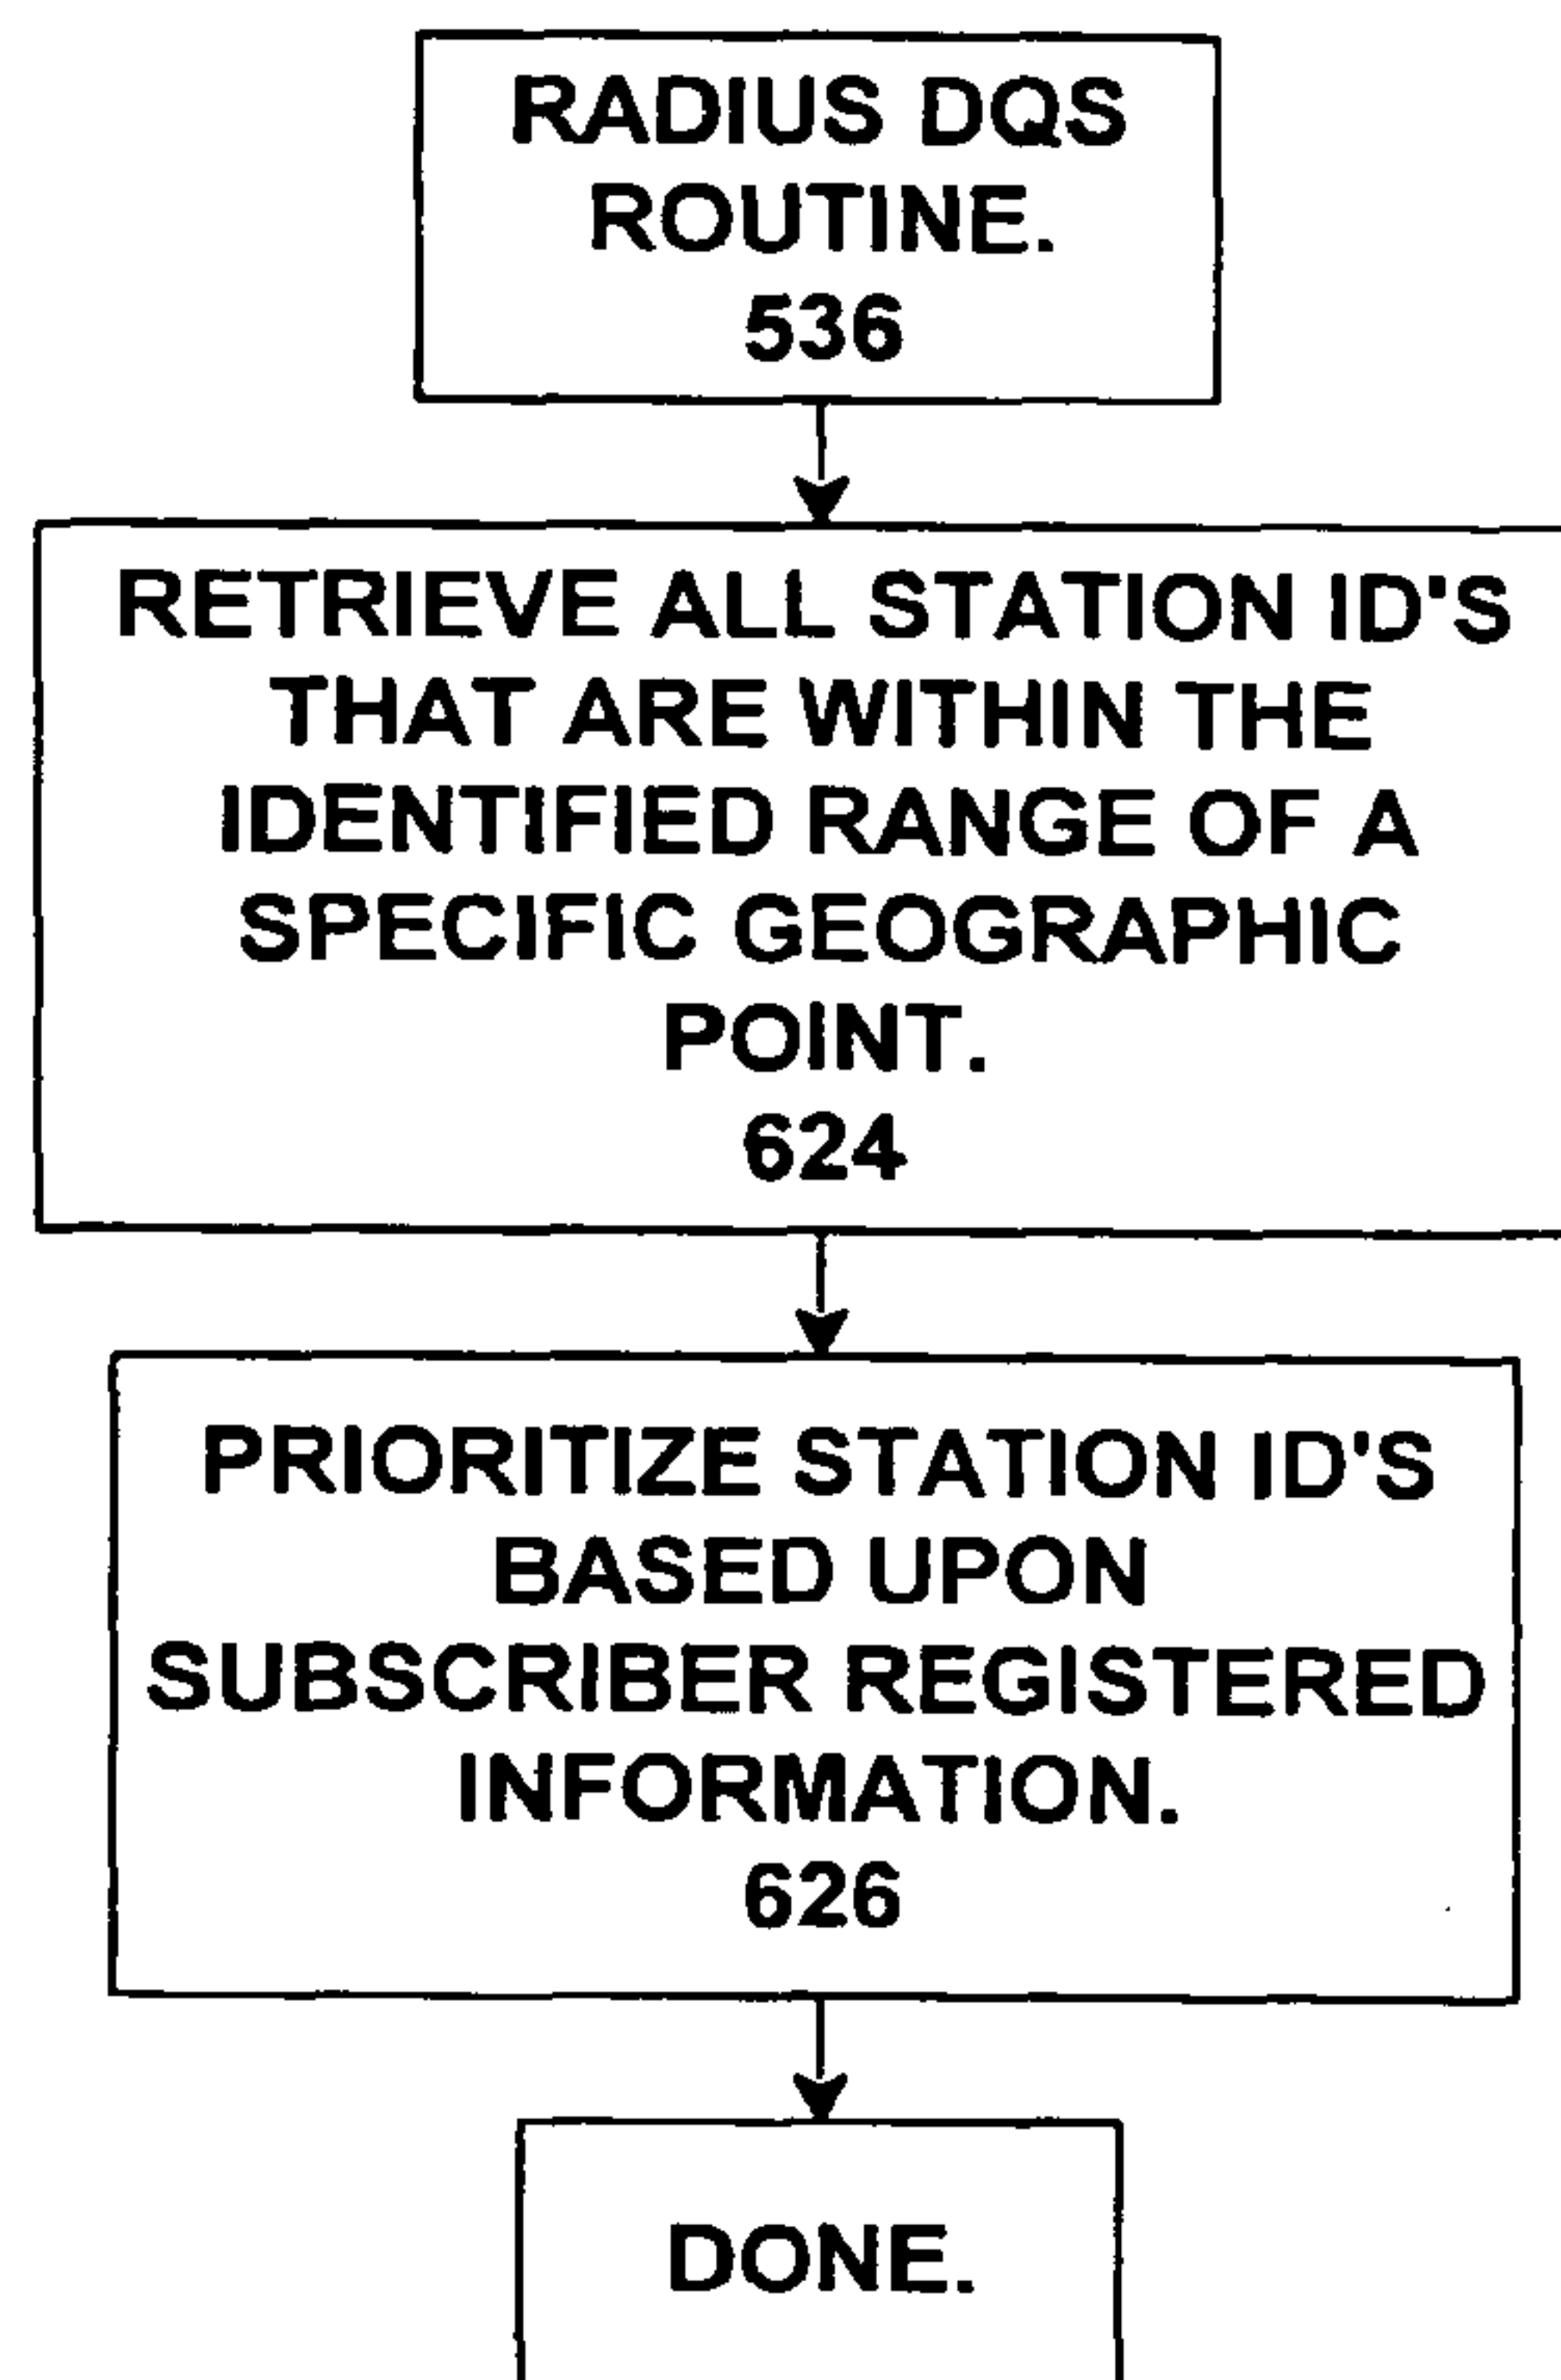 RADIUS DQS
ROUTINE.
536
RETRIEVE ALL STATION ID'S
THAT ARE WITHIN THE
IDENTIFIED RANGE OF A
SPECIFIC GEOGRAPHIC
POINT.
624
PRIORITIZE STATION ID'S
BASED UPON
SUBSCRIBER REGISTERED
INFORMATION.
626
DONE.